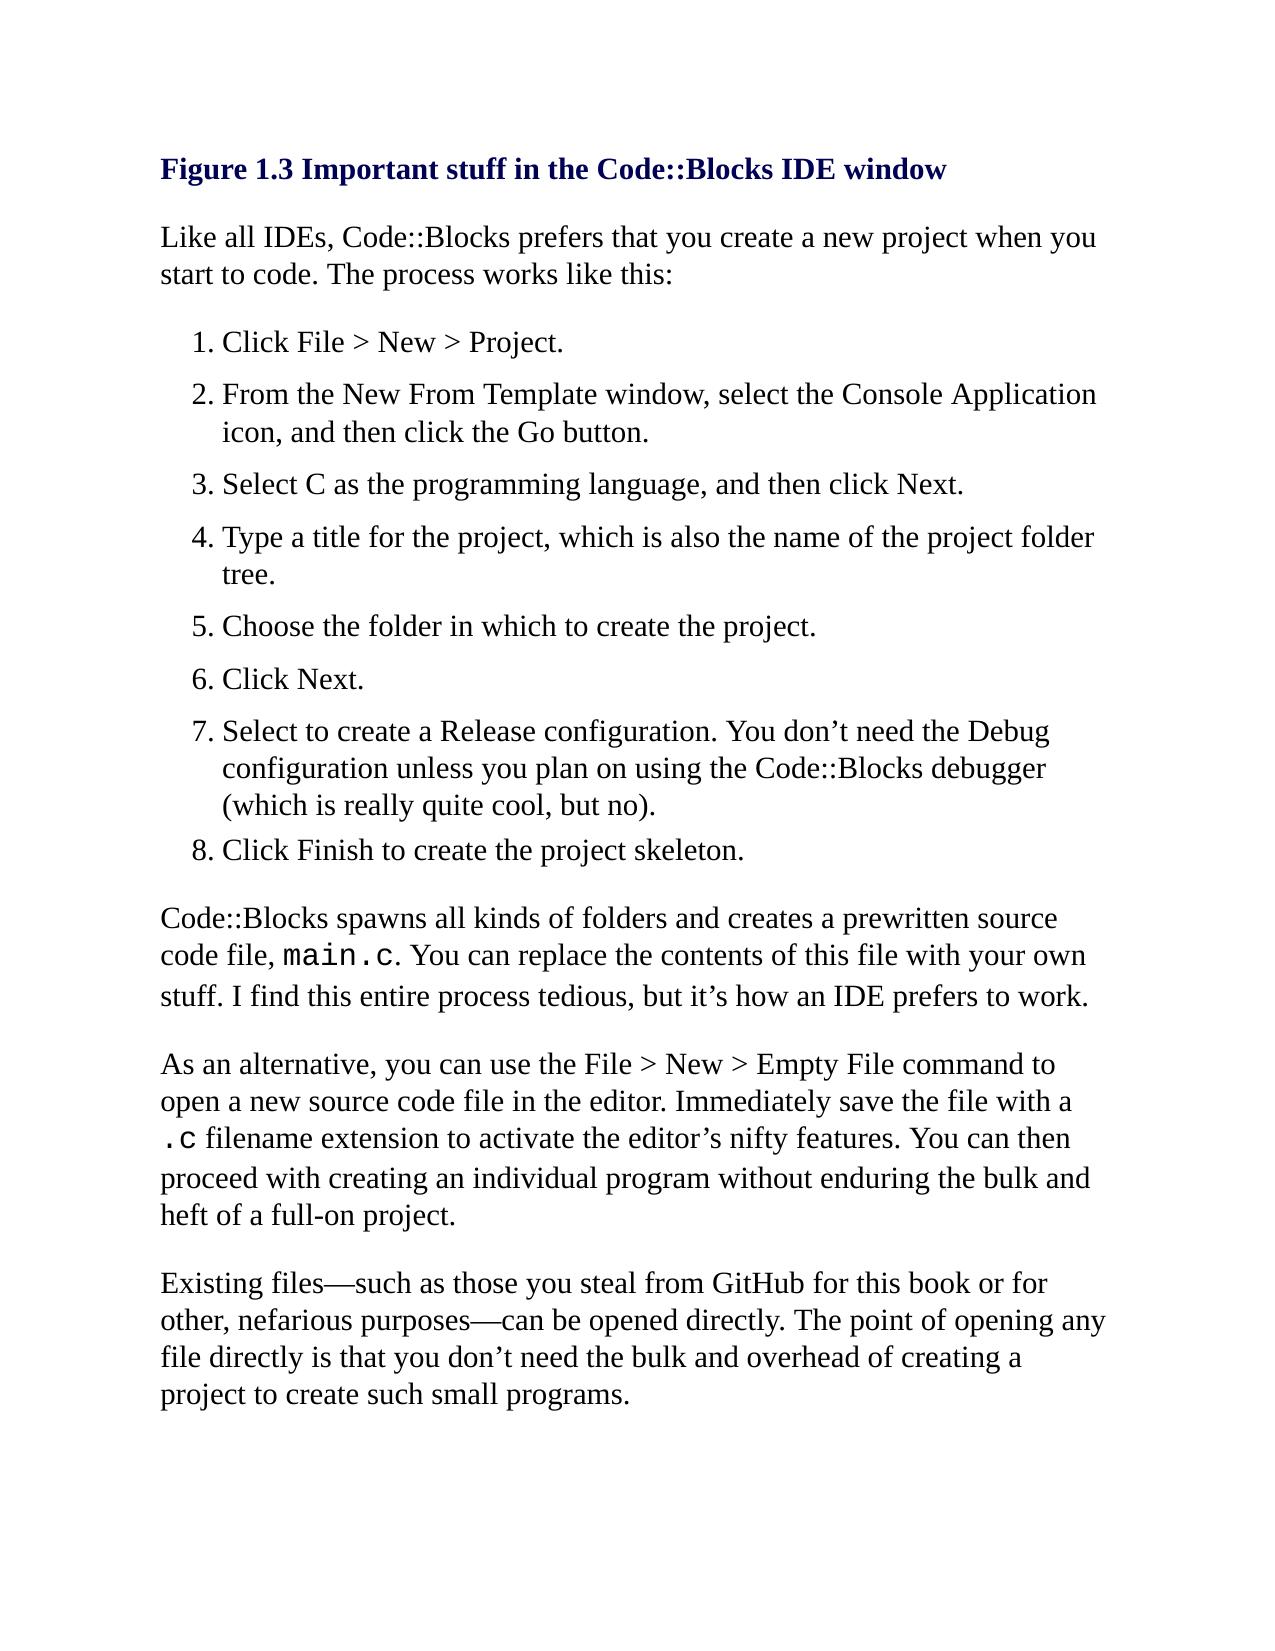 Figure 1.3 Important stuff in the Code::Blocks IDE window
Like all IDEs, Code::Blocks prefers that you create a new project when you
start to code. The process works like this:
1. Click File > New > Project.
2. From the New From Template window, select the Console Application
icon, and then click the Go button.
3. Select C as the programming language, and then click Next.
4. Type a title for the project, which is also the name of the project folder
tree.
5. Choose the folder in which to create the project.
6. Click Next.
7. Select to create a Release configuration. You don’t need the Debug
configuration unless you plan on using the Code::Blocks debugger
(which is really quite cool, but no).
8. Click Finish to create the project skeleton.
Code::Blocks spawns all kinds of folders and creates a prewritten source
code file, main.c. You can replace the contents of this file with your own
stuff. I find this entire process tedious, but it’s how an IDE prefers to work.
As an alternative, you can use the File > New > Empty File command to
open a new source code file in the editor. Immediately save the file with a
.c filename extension to activate the editor’s nifty features. You can then
proceed with creating an individual program without enduring the bulk and
heft of a full-on project.
Existing files—such as those you steal from GitHub for this book or for
other, nefarious purposes—can be opened directly. The point of opening any
file directly is that you don’t need the bulk and overhead of creating a
project to create such small programs.